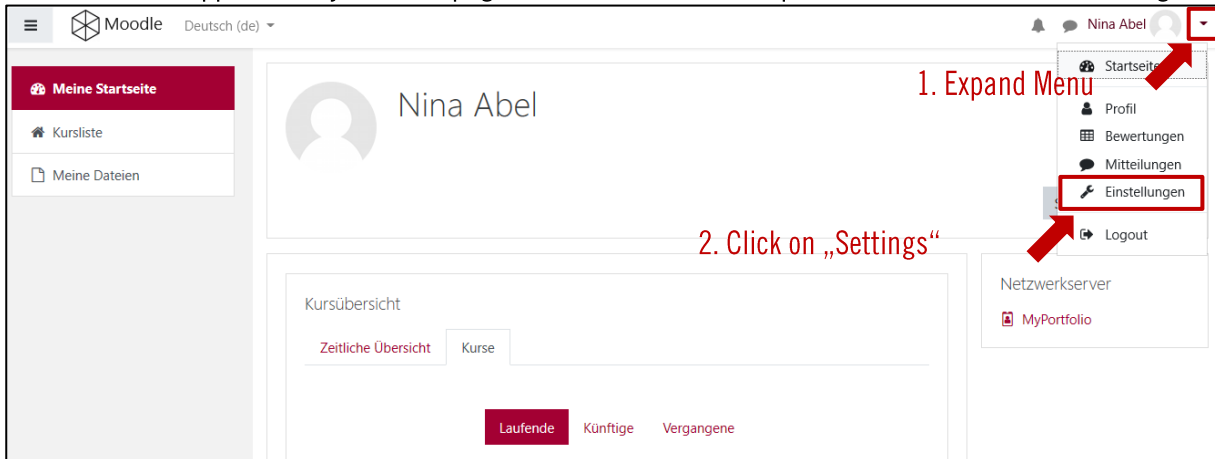 Moodle Deutsch (de)
Nina Abel
Meine Startseite
Kursliste
Meine Dateien
Nina Abel
1. Expand Menu
Startseite
Profil
Bewertungen
Mitteilungen
Einstellungen
Logout
2. Click on „Settings“
Kursübersicht
Zeitliche Übersicht Kurse
Laufende Künftige Vergangene
Netzwerkserver
MyPortfolio